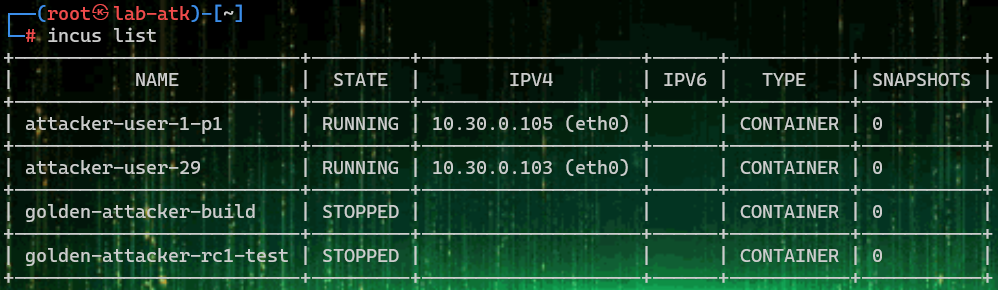 ┌──(root㉿lab-atk)-[~]
└─# incus list
+---------------------------+---------+--------------------+------+-----------+-----------+
| NAME | STATE | IPV4 | IPV6 | TYPE | SNAPSHOTS |
+---------------------------+---------+--------------------+------+-----------+-----------+
| attacker-user-1-p1 | RUNNING | 10.30.0.105 (eth0) | | CONTAINER | 0 |
+---------------------------+---------+--------------------+------+-----------+-----------+
| attacker-user-29 | RUNNING | 10.30.0.103 (eth0) | | CONTAINER | 0 |
+---------------------------+---------+--------------------+------+-----------+-----------+
| golden-attacker-build | STOPPED | | | CONTAINER | 0 |
+---------------------------+---------+--------------------+------+-----------+-----------+
| golden-attacker-rc1-test | STOPPED | | | CONTAINER | 0 |
+---------------------------+---------+--------------------+------+-----------+-----------+